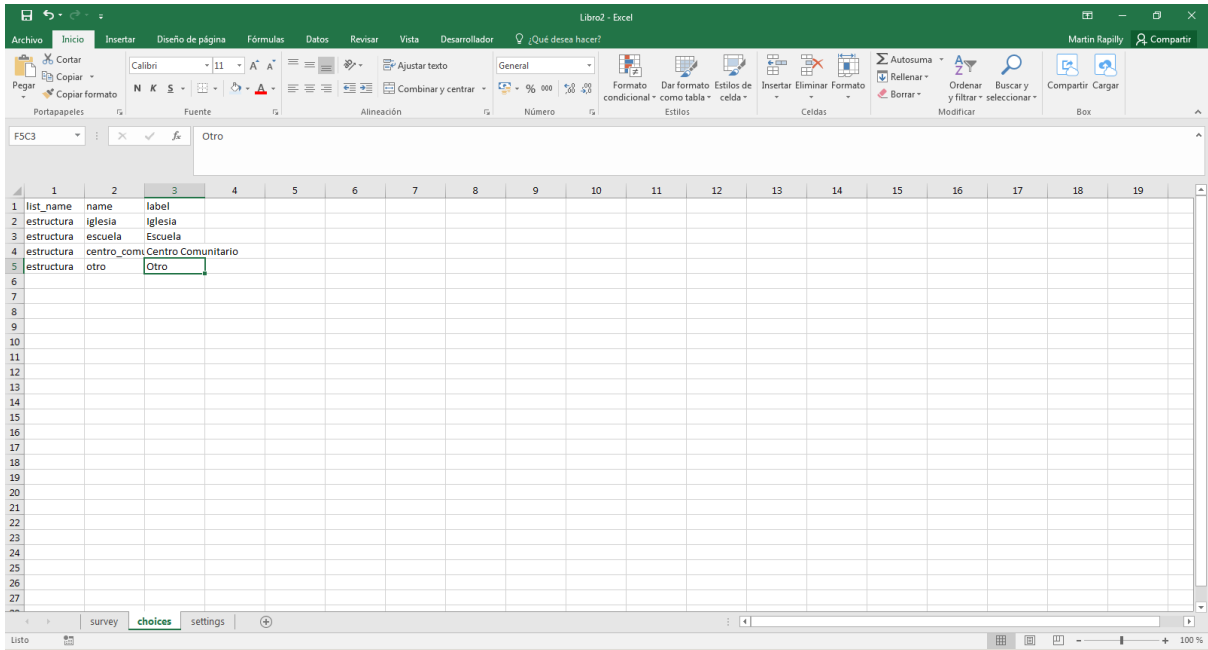 Libro2 - Excel
Archivo Inicio Insertar Diseño de página Fórmulas Datos Revisar Vista Desarrollador ¿Qué desea hacer? Martin Rapilly Compartir
Pegar Cortar Copiar Copiar formato
Calibri 11 A A
N K S A
Ajustar texto
Combinar y centrar
General
% 000
Formato condicional Dar formato como tabla Estilos de celda
Insertar Eliminar Formato
Autosuma
Rellenar
Borrar
Ordenar y filtrar Buscar y seleccionar
Compartir Cargar
Portapapeles Fuente Alineación Número Estilos Celdas Modificar Box
F5C3 fx Otro
1 2 3 4 5 6 7 8 9 10 11 12 13 14 15 16 17 18 19
1 list_name name label
2 estructura iglesia Iglesia
3 estructura escuela Escuela
4 estructura centro_comu Centro Comunitario
5 estructura otro Otro
6
7
8
9
10
11
12
13
14
15
16
17
18
19
20
21
22
23
24
25
26
27
survey choices settings
Listo 100 %